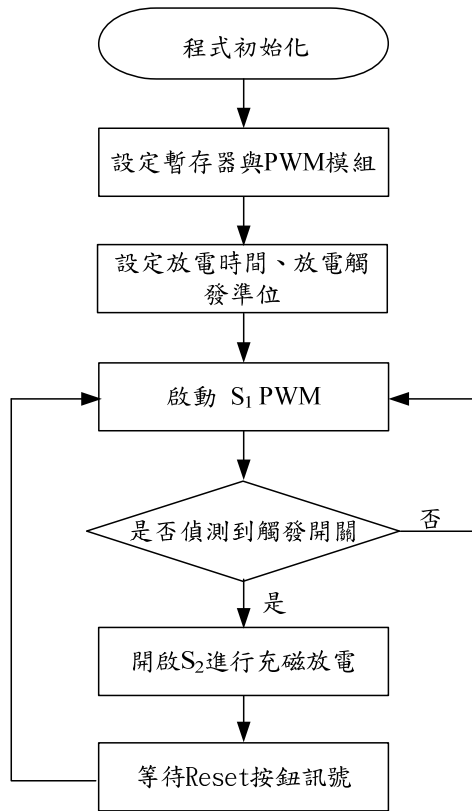 程式初始化
設定暫存器與PWM模組
設定放電時間、放電觸
發準位
啟動 S₁ PWM
是否偵測到觸發開關
否
是
開啟S₂進行充磁放電
等待Reset按鈕訊號